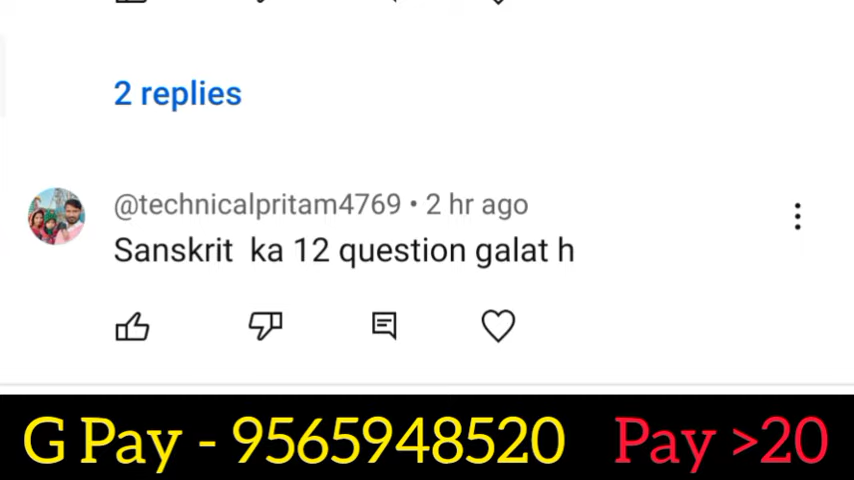 2 replies
@technicalpritam4769 • 2 hr ago
Sanskrit ka 12 question galat h
G Pay - 9565948520 Pay >20